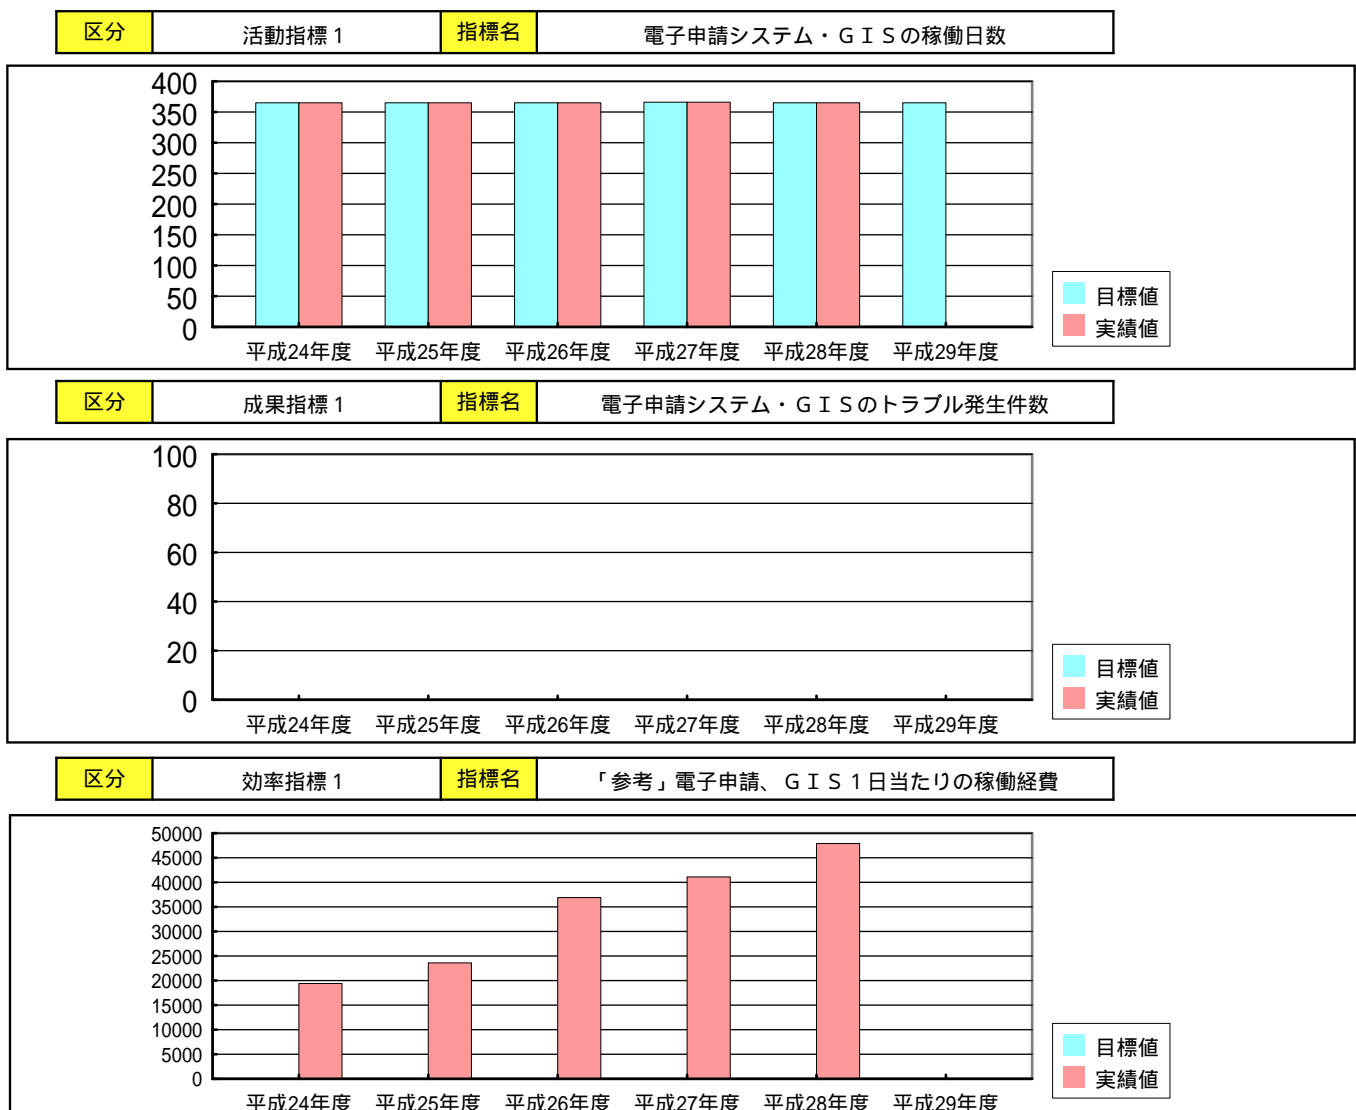 区分 活動指標1 指標名 電子申請システム・GISの稼働日数
400
350
300
250
200
150
100
50
0
平成24年度 平成25年度 平成26年度 平成27年度 平成28年度 平成29年度
目標値
実績値
区分 成果指標1 指標名 電子申請システム・GISのトラブル発生件数
100
80
60
40
20
0
平成24年度 平成25年度 平成26年度 平成27年度 平成28年度 平成29年度
目標値
実績値
区分 効率指標1 指標名 「参考」電子申請、GIS1日当たりの稼働経費
50000
45000
40000
35000
30000
25000
20000
15000
10000
5000
0
平成24年度 平成25年度 平成26年度 平成27年度 平成28年度 平成29年度
目標値
実績値